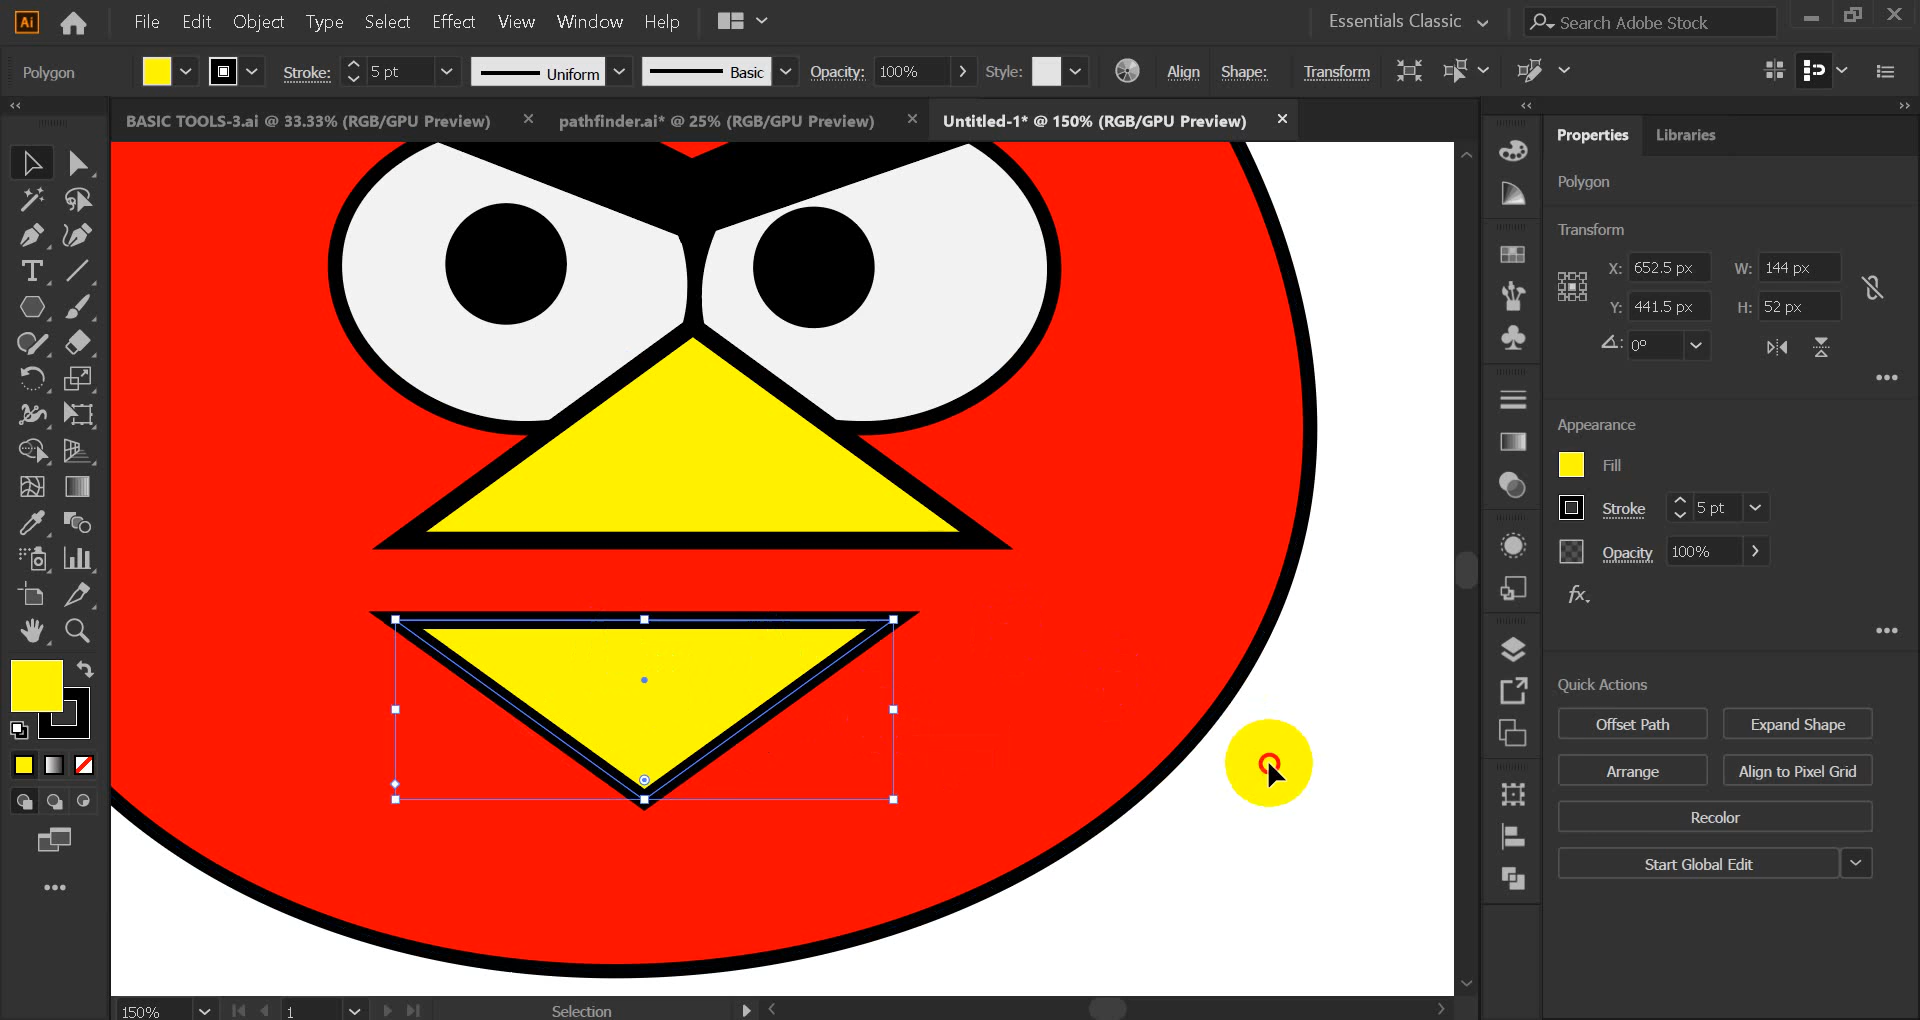 Ai File Edit Object Type Select Effect View Window Help Essentials Classic Search Adobe Stock
Polygon Stroke: 5 pt Uniform Basic Opacity: 100% Style: Align Shape: Transform
BASIC TOOLS-3.ai @ 33.33% (RGB/GPU Preview) × pathfinder.ai* @ 25% (RGB/GPU Preview) × Untitled-1* @ 150% (RGB/GPU Preview) ×
Properties Libraries
Polygon
Transform
X: 652.5 px W: 144 px
Y: 441.5 px H: 52 px
0°
Appearance
Fill
Stroke 5 pt
Opacity 100%
fx.
Quick Actions
Offset Path Expand Shape
Arrange Align to Pixel Grid
Recolor
Start Global Edit
150% 1 Selection